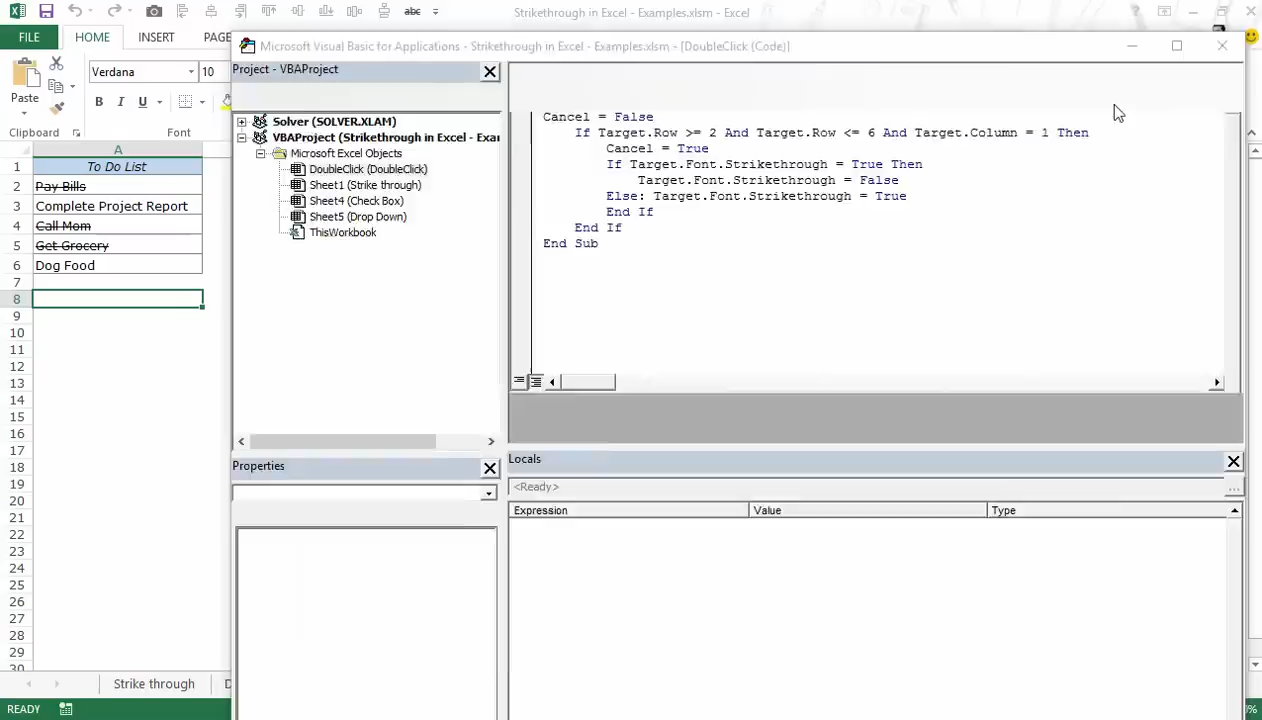 Strikethrough in Excel - Examples.xlsm - Excel
abc
FILE HOME INSERT
Microsoft Visual Basic for Applications - Strikethrough in Excel - Examples.xlsm - [DoubleClick (Code)]
Verdana 10
Paste
B I U
Clipboard Font
Project - VBAProject
Solver (SOLVER.XLAM)
VBAProject (Strikethrough in Excel - Exa
Microsoft Excel Objects
DoubleClick (DoubleClick)
Sheet1 (Strike through)
Sheet4 (Check Box)
Sheet5 (Drop Down)
ThisWorkbook
Cancel = False
If Target.Row >= 2 And Target.Row <= 6 And Target.Column = 1 Then
Cancel = True
If Target.Font.Strikethrough = True Then
Target.Font.Strikethrough = False
Else: Target.Font.Strikethrough = True
End If
End If
End Sub
A
1 To Do List
2 Pay Bills
3 Complete Project Report
4 Call Mom
5 Get Grocery
6 Dog Food
7
8
9
10
11
12
13
14
15
16
17
18
19
20
21
22
23
24
25
26
27
28
29
30
Properties
Locals
<Ready>
Expression Value Type
Strike through
READY